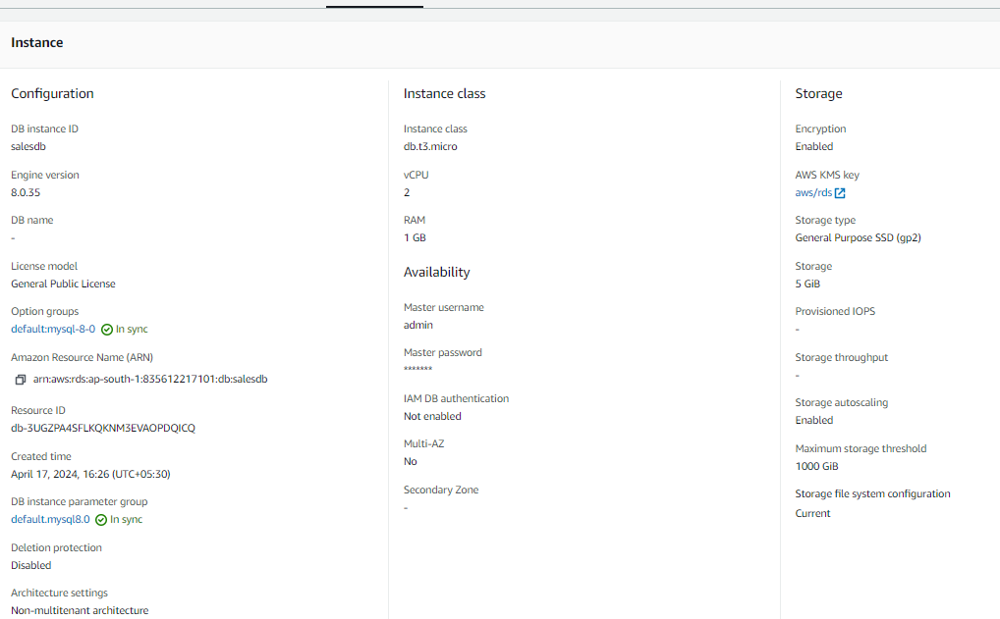 Instance
Configuration
DB instance ID
salesdb
Engine version
8.0.35
DB name
-
License model
General Public License
Option groups
default:mysql-8-0 In sync
Amazon Resource Name (ARN)
arn:aws:rds:ap-south-1:835612217101:db:salesdb
Resource ID
db-3UGZPA4SFLKQKNM3EVAOPDQICQ
Created time
April 17, 2024, 16:26 (UTC+05:30)
DB instance parameter group
default.mysql8.0 In sync
Deletion protection
Disabled
Architecture settings
Non-multitenant architecture
Instance class
Instance class
db.t3.micro
vCPU
2
RAM
1 GB
Availability
Master username
admin
Master password
*******
IAM DB authentication
Not enabled
Multi-AZ
No
Secondary Zone
-
Storage
Encryption
Enabled
AWS KMS key
aws/rds
Storage type
General Purpose SSD (gp2)
Storage
5 GiB
Provisioned IOPS
-
Storage throughput
-
Storage autoscaling
Enabled
Maximum storage threshold
1000 GiB
Storage file system configuration
Current